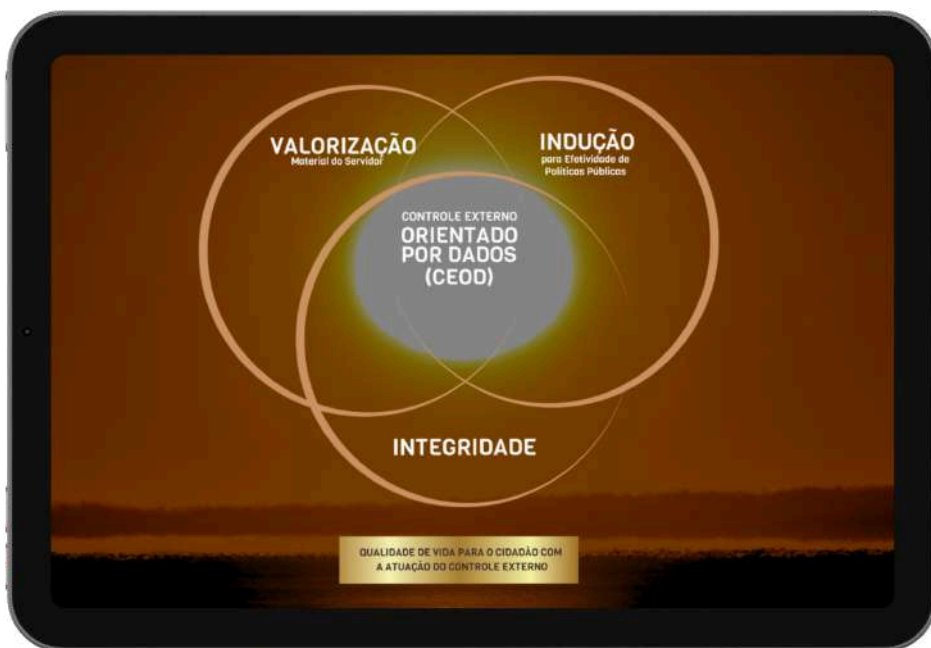 VALORIZAÇÃO
Material do Servidor
INDUÇÃO
para Efetividade de
Políticas Públicas
CONTROLE EXTERNO
ORIENTADO
POR DADOS
(CEOD)
INTEGRIDADE
QUALIDADE DE VIDA PARA O CIDADÃO COM
A ATUAÇÃO DO CONTROLE EXTERNO